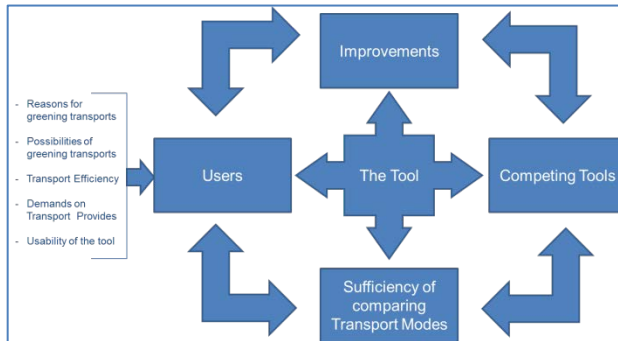 Improvements
- Reasons for
greening transports
- Possibilities of
greening transports
- Transport Efficiency
- Demands on
Transport Provides
- Usability of the tool
Users
The Tool
Competing Tools
Sufficiency of
comparing
Transport Modes